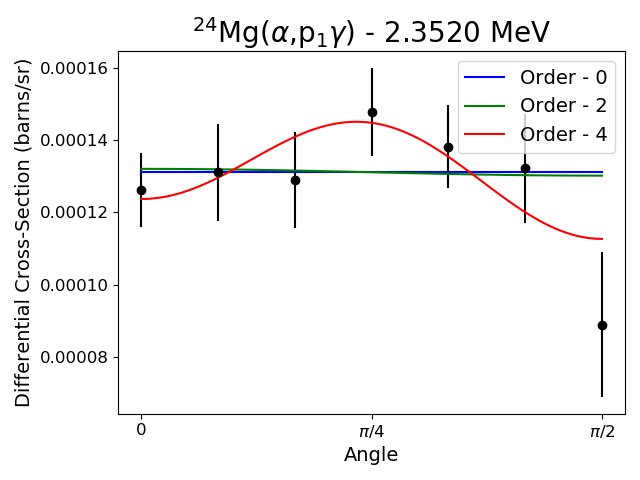 ²⁴Mg(α,p₁γ) - 2.3520 MeV
Differential Cross-Section (barns/sr)
0.00016
0.00014
0.00012
0.00010
0.00008
Order - 0
Order - 2
Order - 4
0
π/4
π/2
Angle